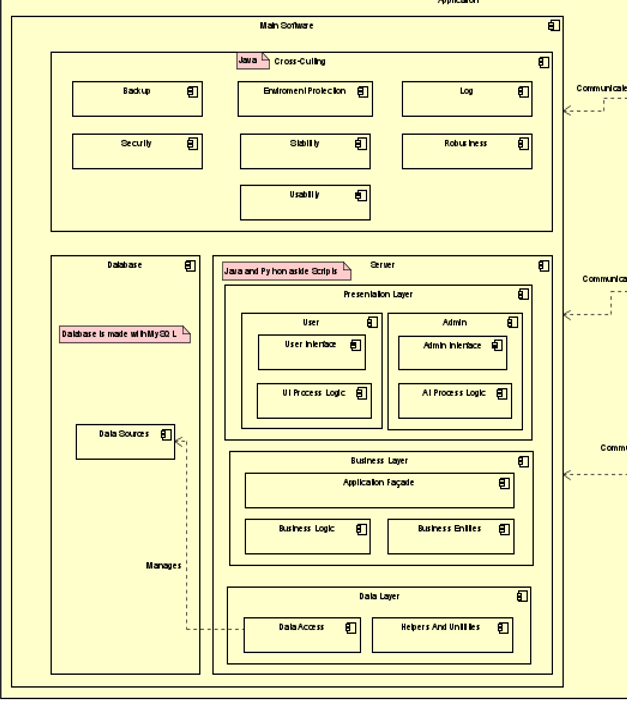 Application
Main Software
Java
Cross-Cutting
Backup
Enviroment Protection
Log
Security
Stability
Robustness
Usability
Communicate
Database
Server
Java and Python aside Scripts
Presentation Layer
Communica
Database is made with MySQL
User
Admin
User Interface
Admin Interface
UI Process Logic
AI Process Logic
Data Sources
Commu
Business Layer
Application Façade
Business Logic
Business Entities
Manages
Data Layer
Data Access
Helpers And Untilities